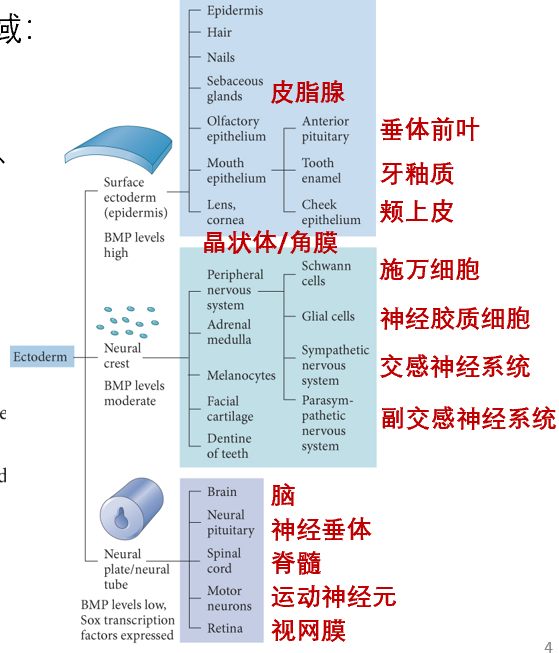 域：
Epidermis
Hair
Nails
Sebaceous
glands
皮脂腺
Olfactory
epithelium
Anterior
pituitary
垂体前叶
、
Mouth
epithelium
Tooth
enamel
牙釉质
Surface
ectoderm
(epidermis)
Lens,
cornea
Cheek
epithelium
颊上皮
BMP levels
high
晶状体/角膜
Peripheral
nervous
system
Schwann
cells
施万细胞
Glial cells
神经胶质细胞
Adrenal
medulla
Ectoderm
Neural
crest
Sympathetic
nervous
system
交感神经系统
BMP levels
moderate
Melanocytes
Facial
cartilage
Parasym-
pathetic
nervous
system
副交感神经系统
e
Dentine
of teeth
d
Brain
脑
Neural
pituitary
神经垂体
Neural
plate/neural
tube
Spinal
cord
脊髓
BMP levels low,
Sox transcription
factors expressed
Motor
neurons
运动神经元
Retina
视网膜
4